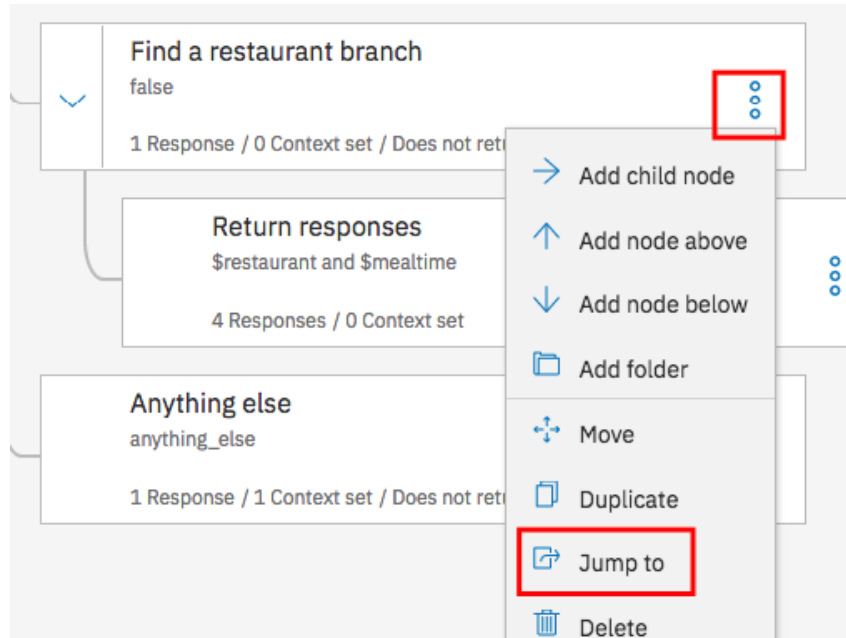 Find a restaurant branch
false
1 Response / 0 Context set / Does not
Add child node
Return responses
Add node above
$restaurant and $mealtime
Add node below
4 Responses / 0 Context set
Add folder
Anything else
anything_else
Move
1 Response / 1 Context set / Does not
Duplicate
Jump to
Delete